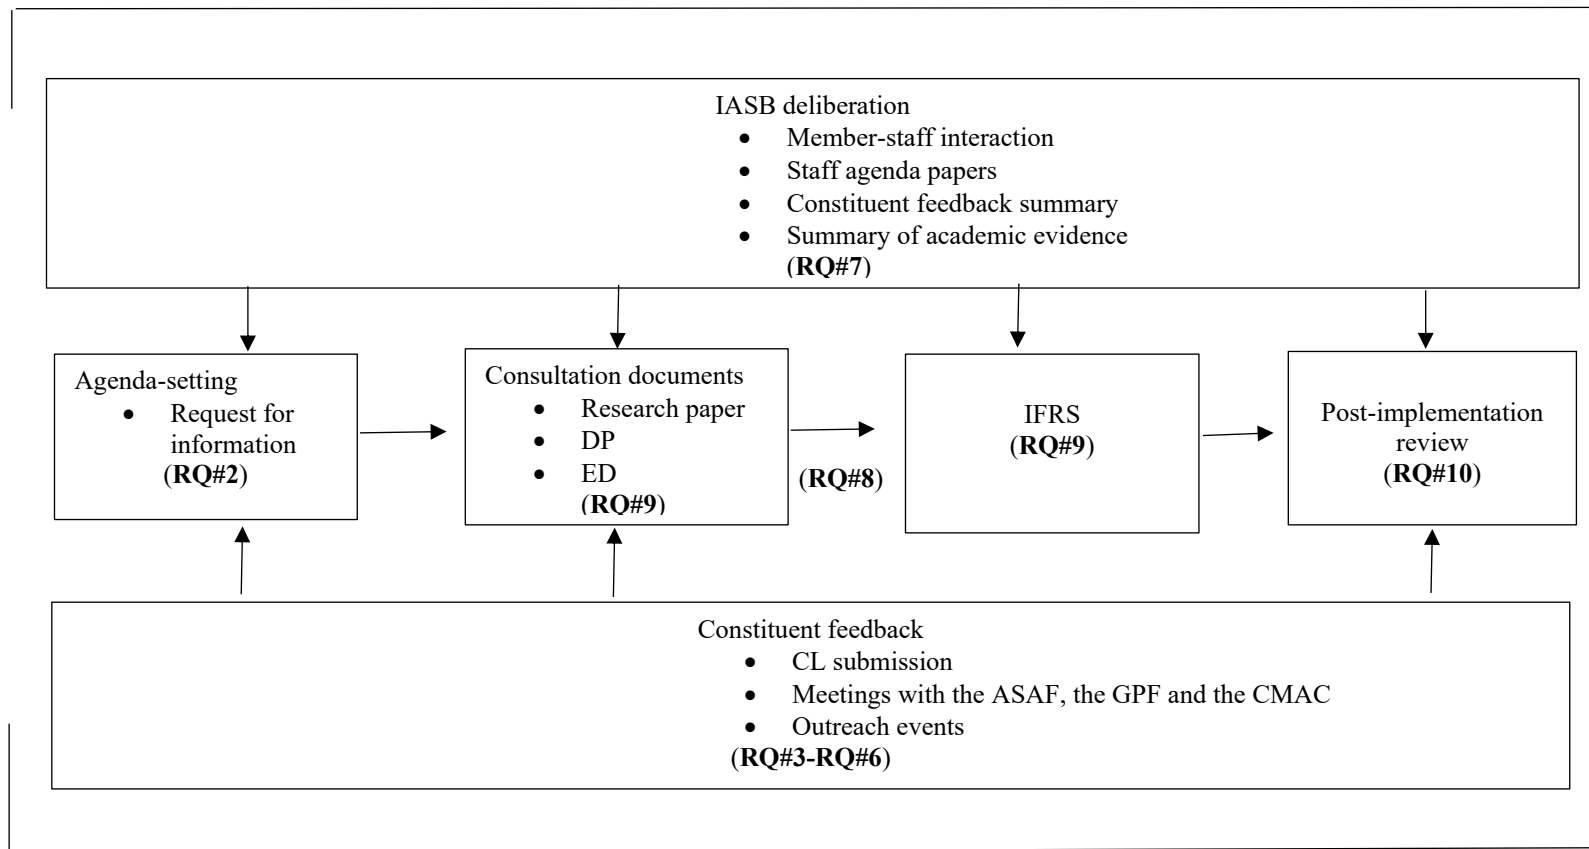 IASB deliberation
• Member-staff interaction
• Staff agenda papers
• Constituent feedback summary
• Summary of academic evidence
(RQ#7)
Agenda-setting
• Request for
information
(RQ#2)
Consultation documents
• Research paper
• DP
• ED
(RQ#9)
(RQ#8)
IFRS
(RQ#9)
Post-implementation
review
(RQ#10)
Constituent feedback
• CL submission
• Meetings with the ASAF, the GPF and the CMAC
• Outreach events
(RQ#3-RQ#6)